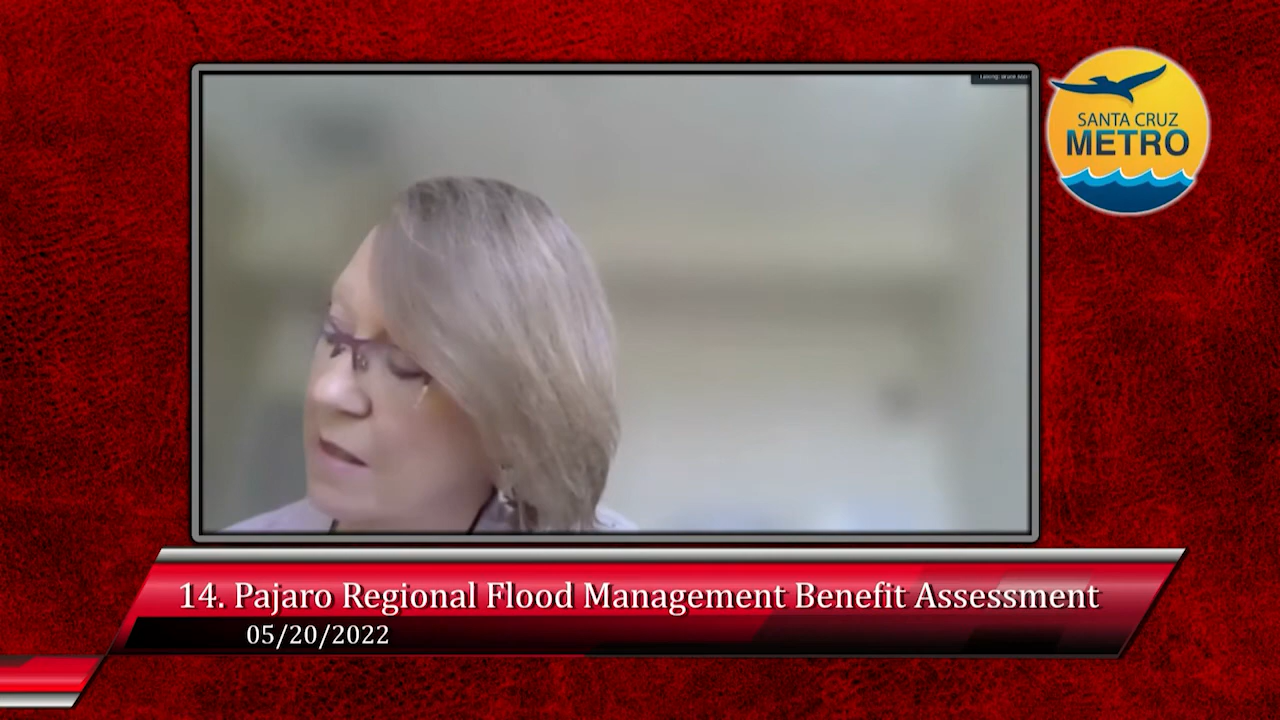 SANTA CRUZ
METRO
14. Pajaro Regional Flood Management Benefit Assessment
05/20/2022